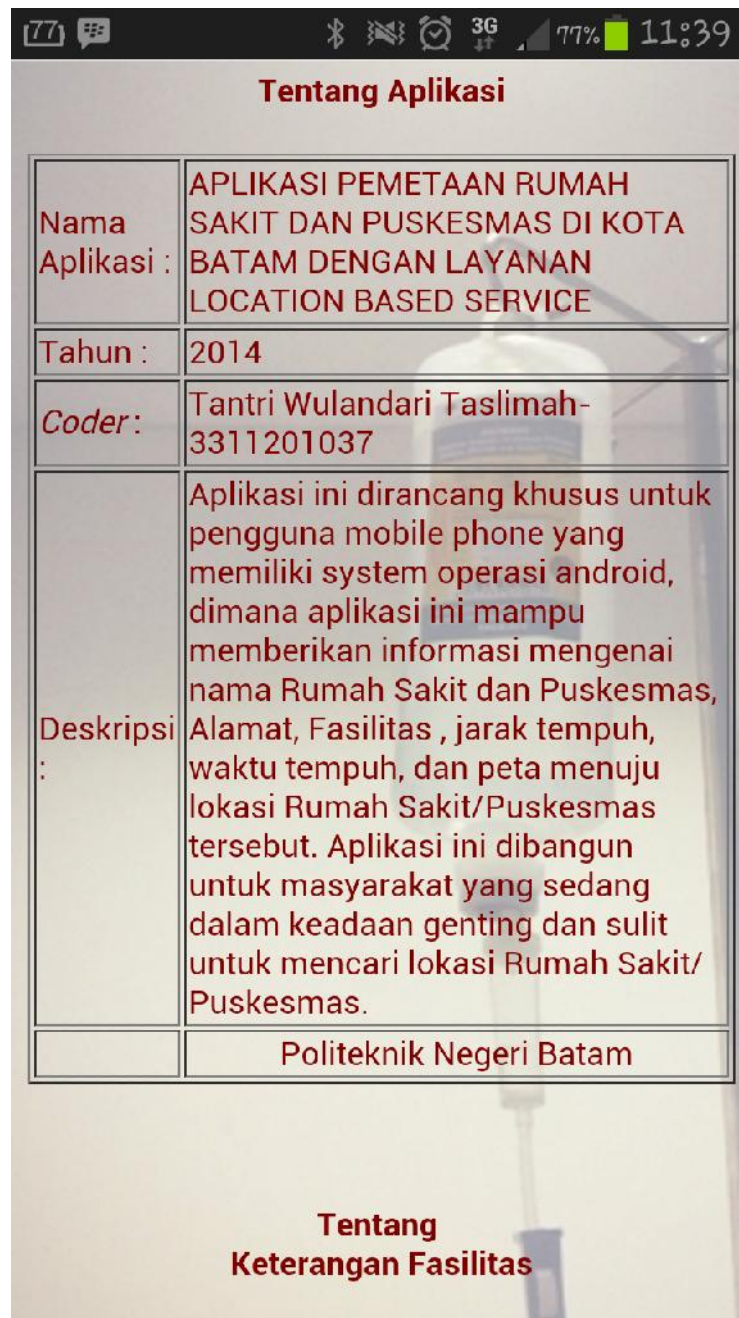 77
3G
77%
11:39
Tentang Aplikasi
Nama
Aplikasi :
APLIKASI PEMETAAN RUMAH
SAKIT DAN PUSKESMAS DI KOTA
BATAM DENGAN LAYANAN
LOCATION BASED SERVICE
Tahun :
2014
Coder :
Tantri Wulandari Taslimah-
3311201037
Deskripsi
:
Aplikasi ini dirancang khusus untuk
pengguna mobile phone yang
memiliki system operasi android,
dimana aplikasi ini mampu
memberikan informasi mengenai
nama Rumah Sakit dan Puskesmas,
Alamat, Fasilitas , jarak tempuh,
waktu tempuh, dan peta menuju
lokasi Rumah Sakit/Puskesmas
tersebut. Aplikasi ini dibangun
untuk masyarakat yang sedang
dalam keadaan genting dan sulit
untuk mencari lokasi Rumah Sakit/
Puskesmas.
Politeknik Negeri Batam
Tentang
Keterangan Fasilitas